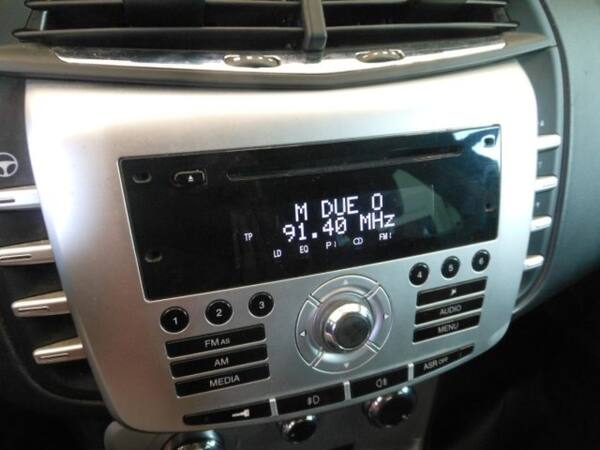 M DUE O
TP 91.40 MHz
LD EQ P FM
1 2 3 4 5 6
FM AS
AM
MEDIA
AUDIO
MENU
ASR OFF